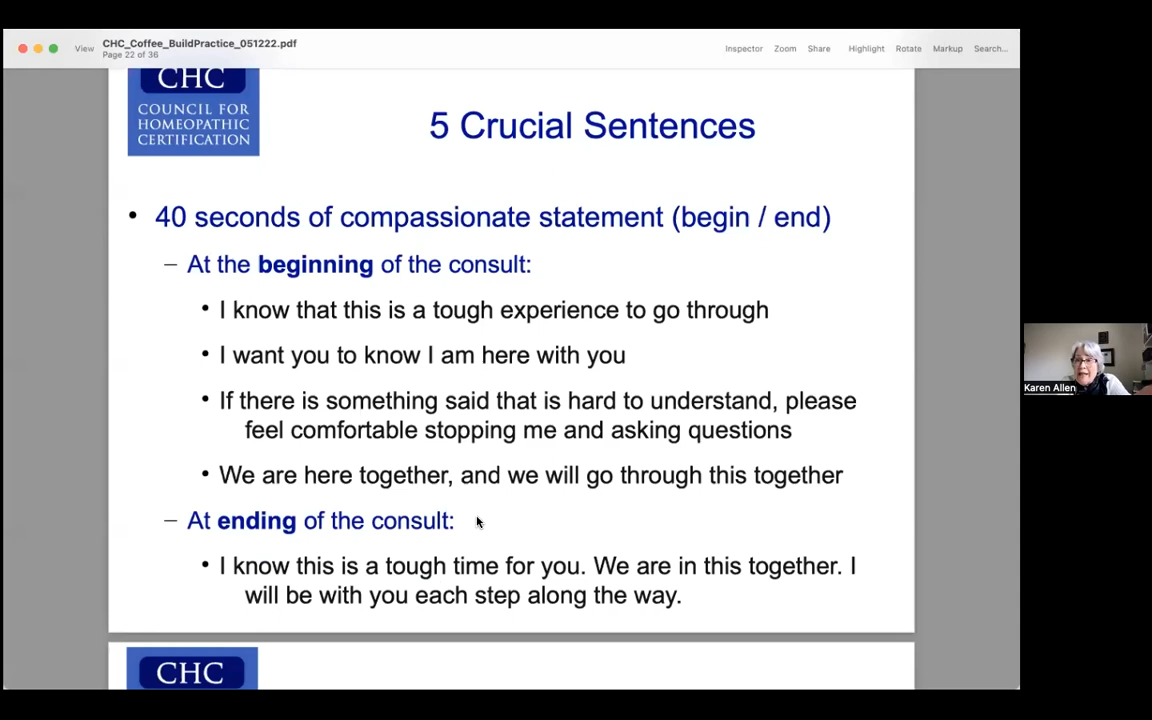 CHC_Coffee_BuildPractice_051222.pdf
View
Page 22 of 36
Inspector Zoom Share Highlight Rotate Markup Search...
CHC
COUNCIL FOR
HOMEOPATHIC
CERTIFICATION
5 Crucial Sentences
• 40 seconds of compassionate statement (begin / end)
– At the beginning of the consult:
• I know that this is a tough experience to go through
• I want you to know I am here with you
• If there is something said that is hard to understand, please
feel comfortable stopping me and asking questions
• We are here together, and we will go through this together
– At ending of the consult:
• I know this is a tough time for you. We are in this together. I
will be with you each step along the way.
CHC
Karen Allen